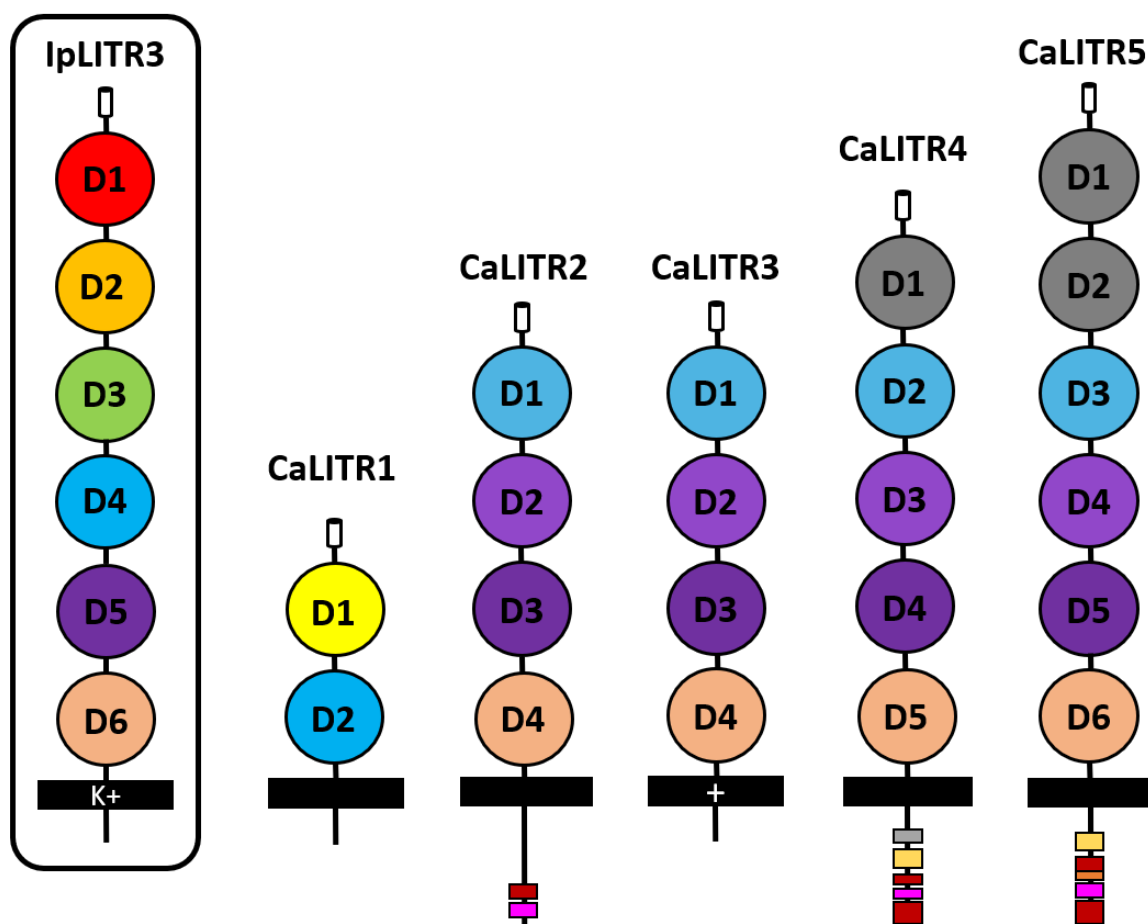 IpLITR3
D1
D2
D3
D4
D5
D6
K+
CaLITR1
D1
D2
CaLITR2
D1
D2
D3
D4
CaLITR3
D1
D2
D3
D4
+
CaLITR4
D1
D2
D3
D4
D5
CaLITR5
D1
D2
D3
D4
D5
D6